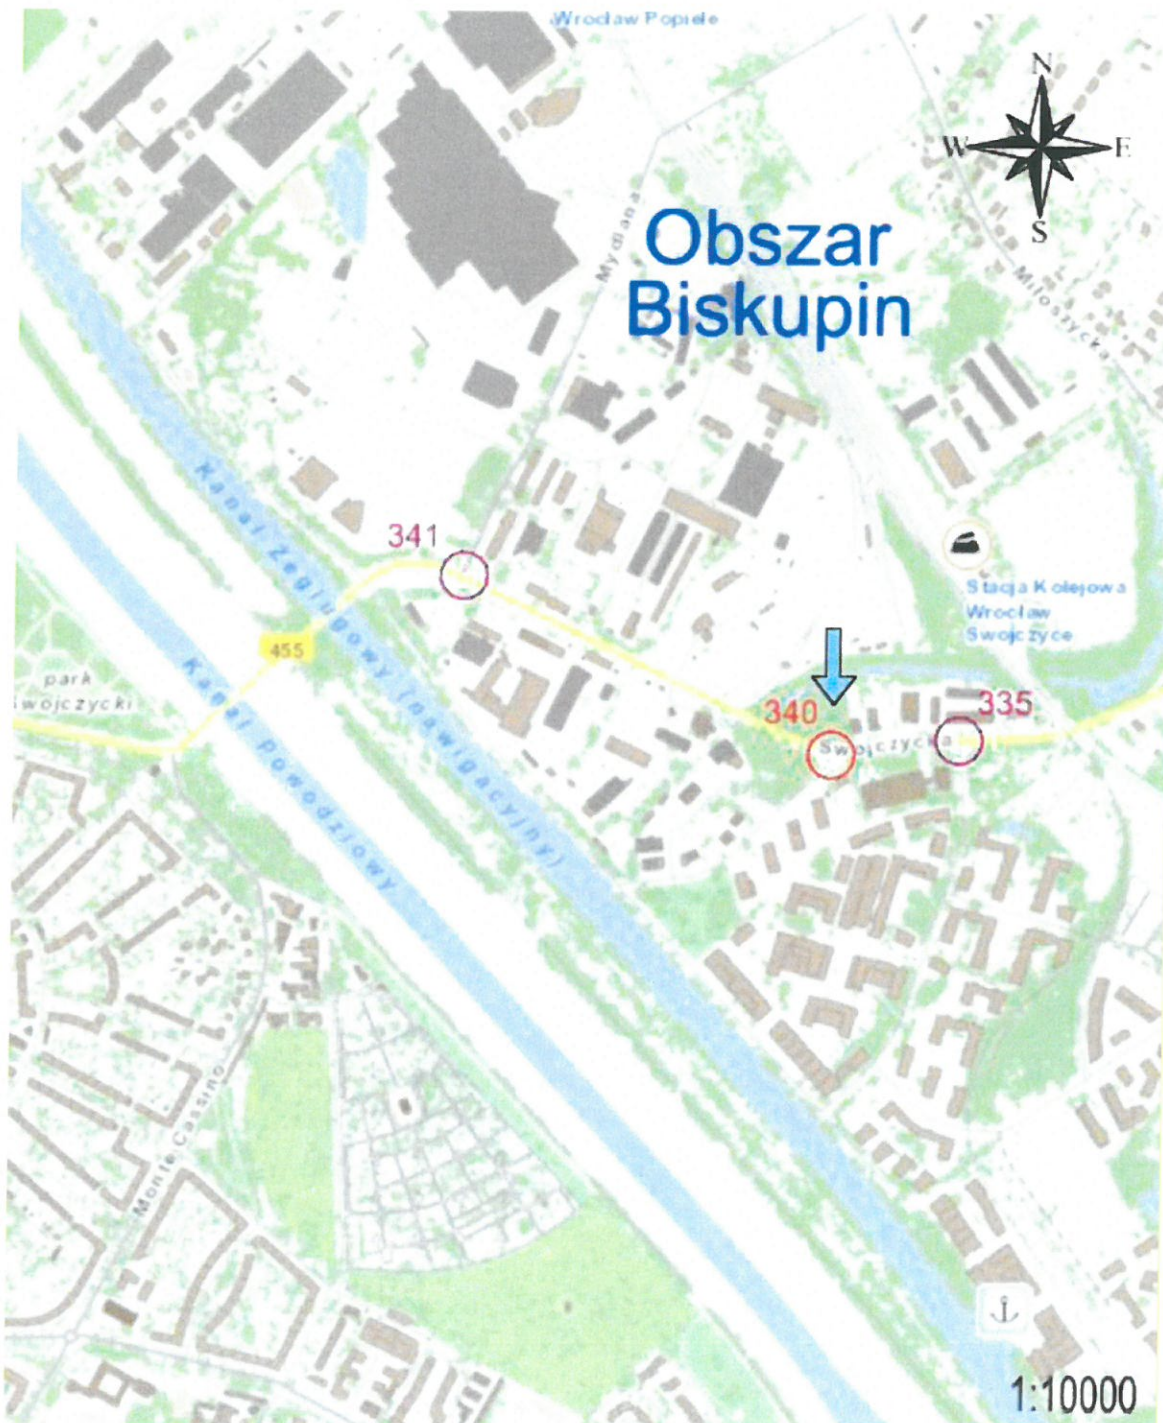 Wrocław Popiele
N
W
E
S
Obszar
Biskupin
Mydlana
Miłoszycka
341
Kanał Żeglugowy (nawigacyjny)
Stacja Kolejowa
Wrocław
Swojczyce
455
Kanał Powodziowy
park
Swojczycki
340
335
Swojczycka
Monte Cassino
1:10000